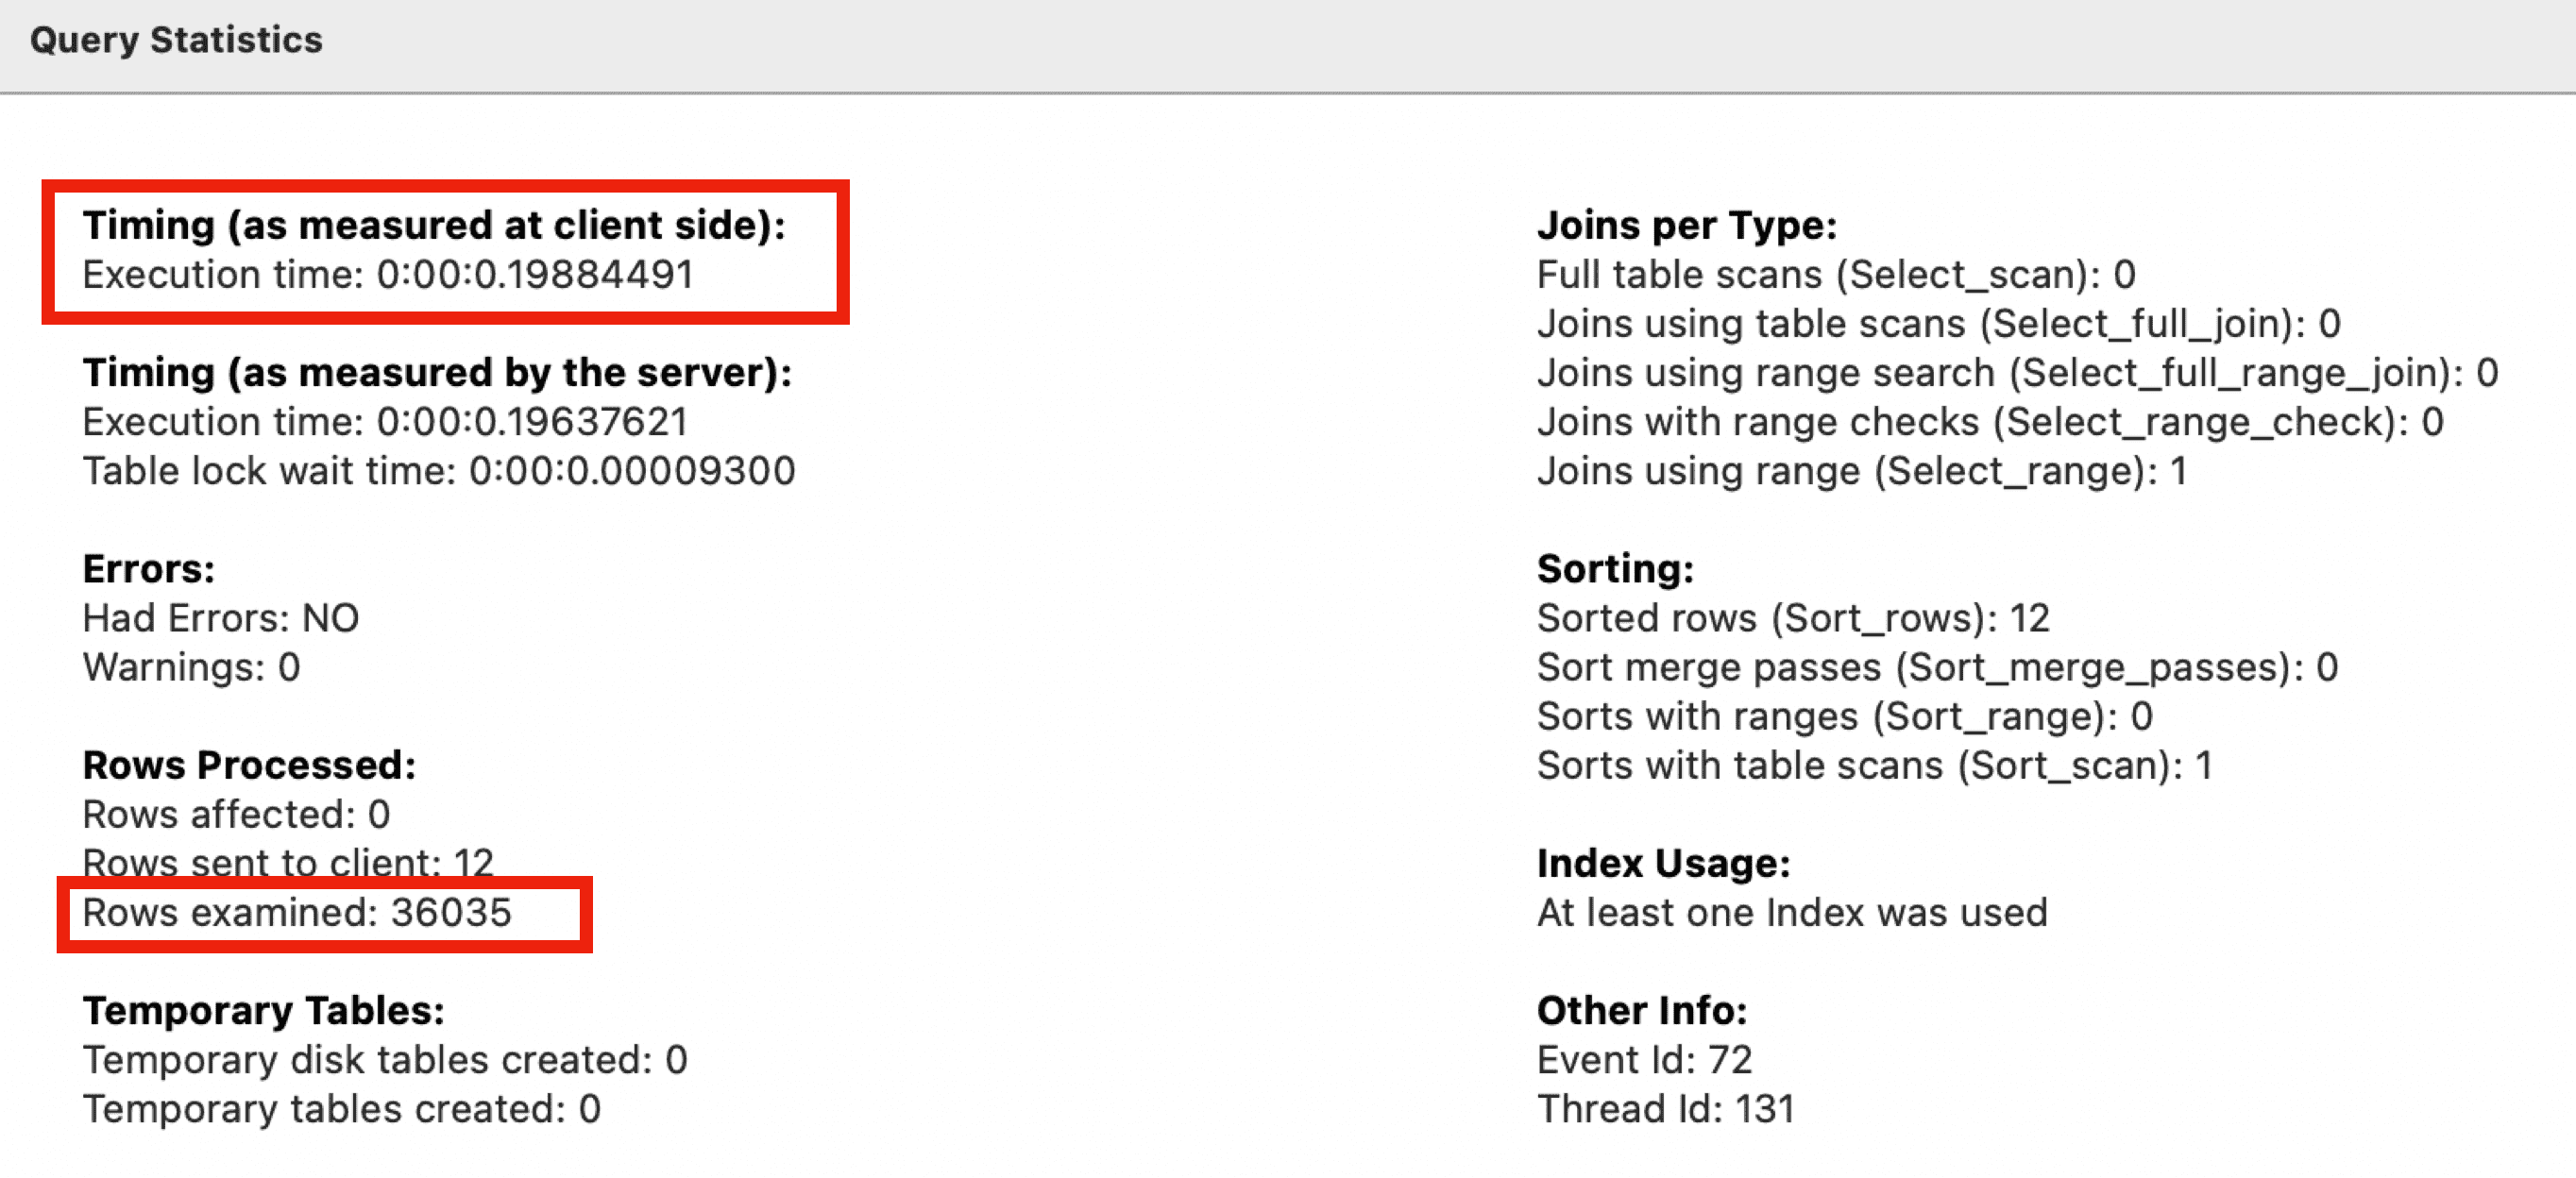 Query Statistics
Timing (as measured at client side):
Execution time: 0:00:0.19884491
Timing (as measured by the server):
Execution time: 0:00:0.19637621
Table lock wait time: 0:00:0.00009300
Errors:
Had Errors: NO
Warnings: 0
Rows Processed:
Rows affected: 0
Rows sent to client: 12
Rows examined: 36035
Temporary Tables:
Temporary disk tables created: 0
Temporary tables created: 0
Joins per Type:
Full table scans (Select_scan): 0
Joins using table scans (Select_full_join): 0
Joins using range search (Select_full_range_join): 0
Joins with range checks (Select_range_check): 0
Joins using range (Select_range): 1
Sorting:
Sorted rows (Sort_rows): 12
Sort merge passes (Sort_merge_passes): 0
Sorts with ranges (Sort_range): 0
Sorts with table scans (Sort_scan): 1
Index Usage:
At least one Index was used
Other Info:
Event Id: 72
Thread Id: 131